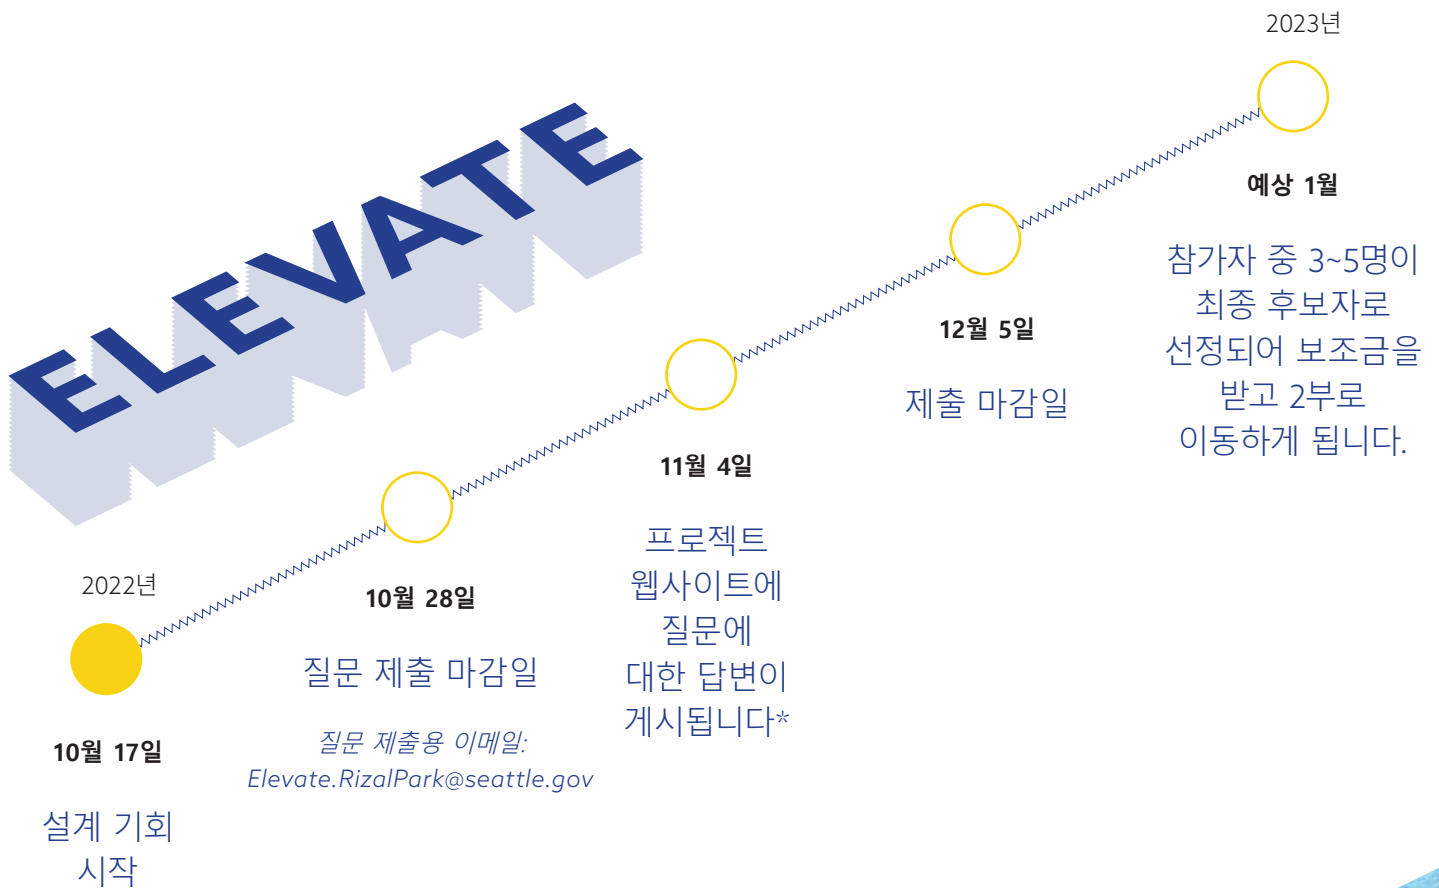 ELEVATE
2022년
10월 17일
설계 기회
시작
10월 28일
질문 제출 마감일
질문 제출용 이메일:
Elevate.RizalPark@seattle.gov
11월 4일
프로젝트
웹사이트에
질문에
대한 답변이
게시됩니다*
12월 5일
제출 마감일
2023년
예상 1월
참가자 중 3~5명이
최종 후보자로
선정되어 보조금을
받고 2부로
이동하게 됩니다.